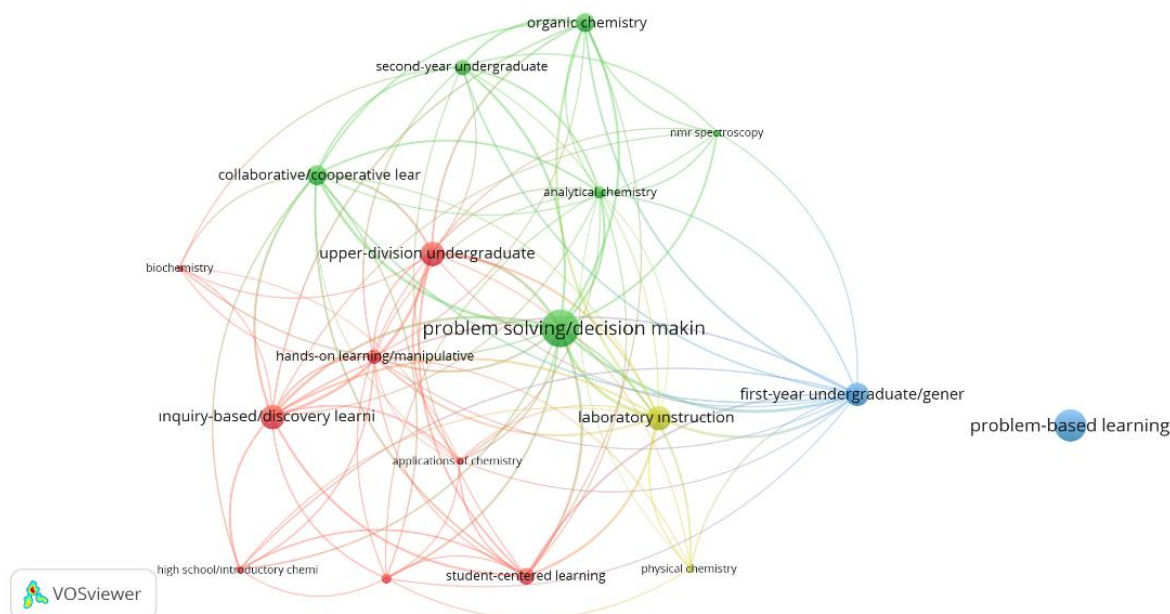 organic chemistry
second-year undergraduate
nmr spectroscopy
collaborative/cooperative lear
analytical chemistry
upper-division undergraduate
biochemistry
problem solving/decision makin
hands-on learning/manipulative
first-year undergraduate/gener
inquiry-based/discovery learni
laboratory instruction
problem-based learning
applications of chemistry
high school/introductory chemi
student-centered learning
physical chemistry
VOSviewer